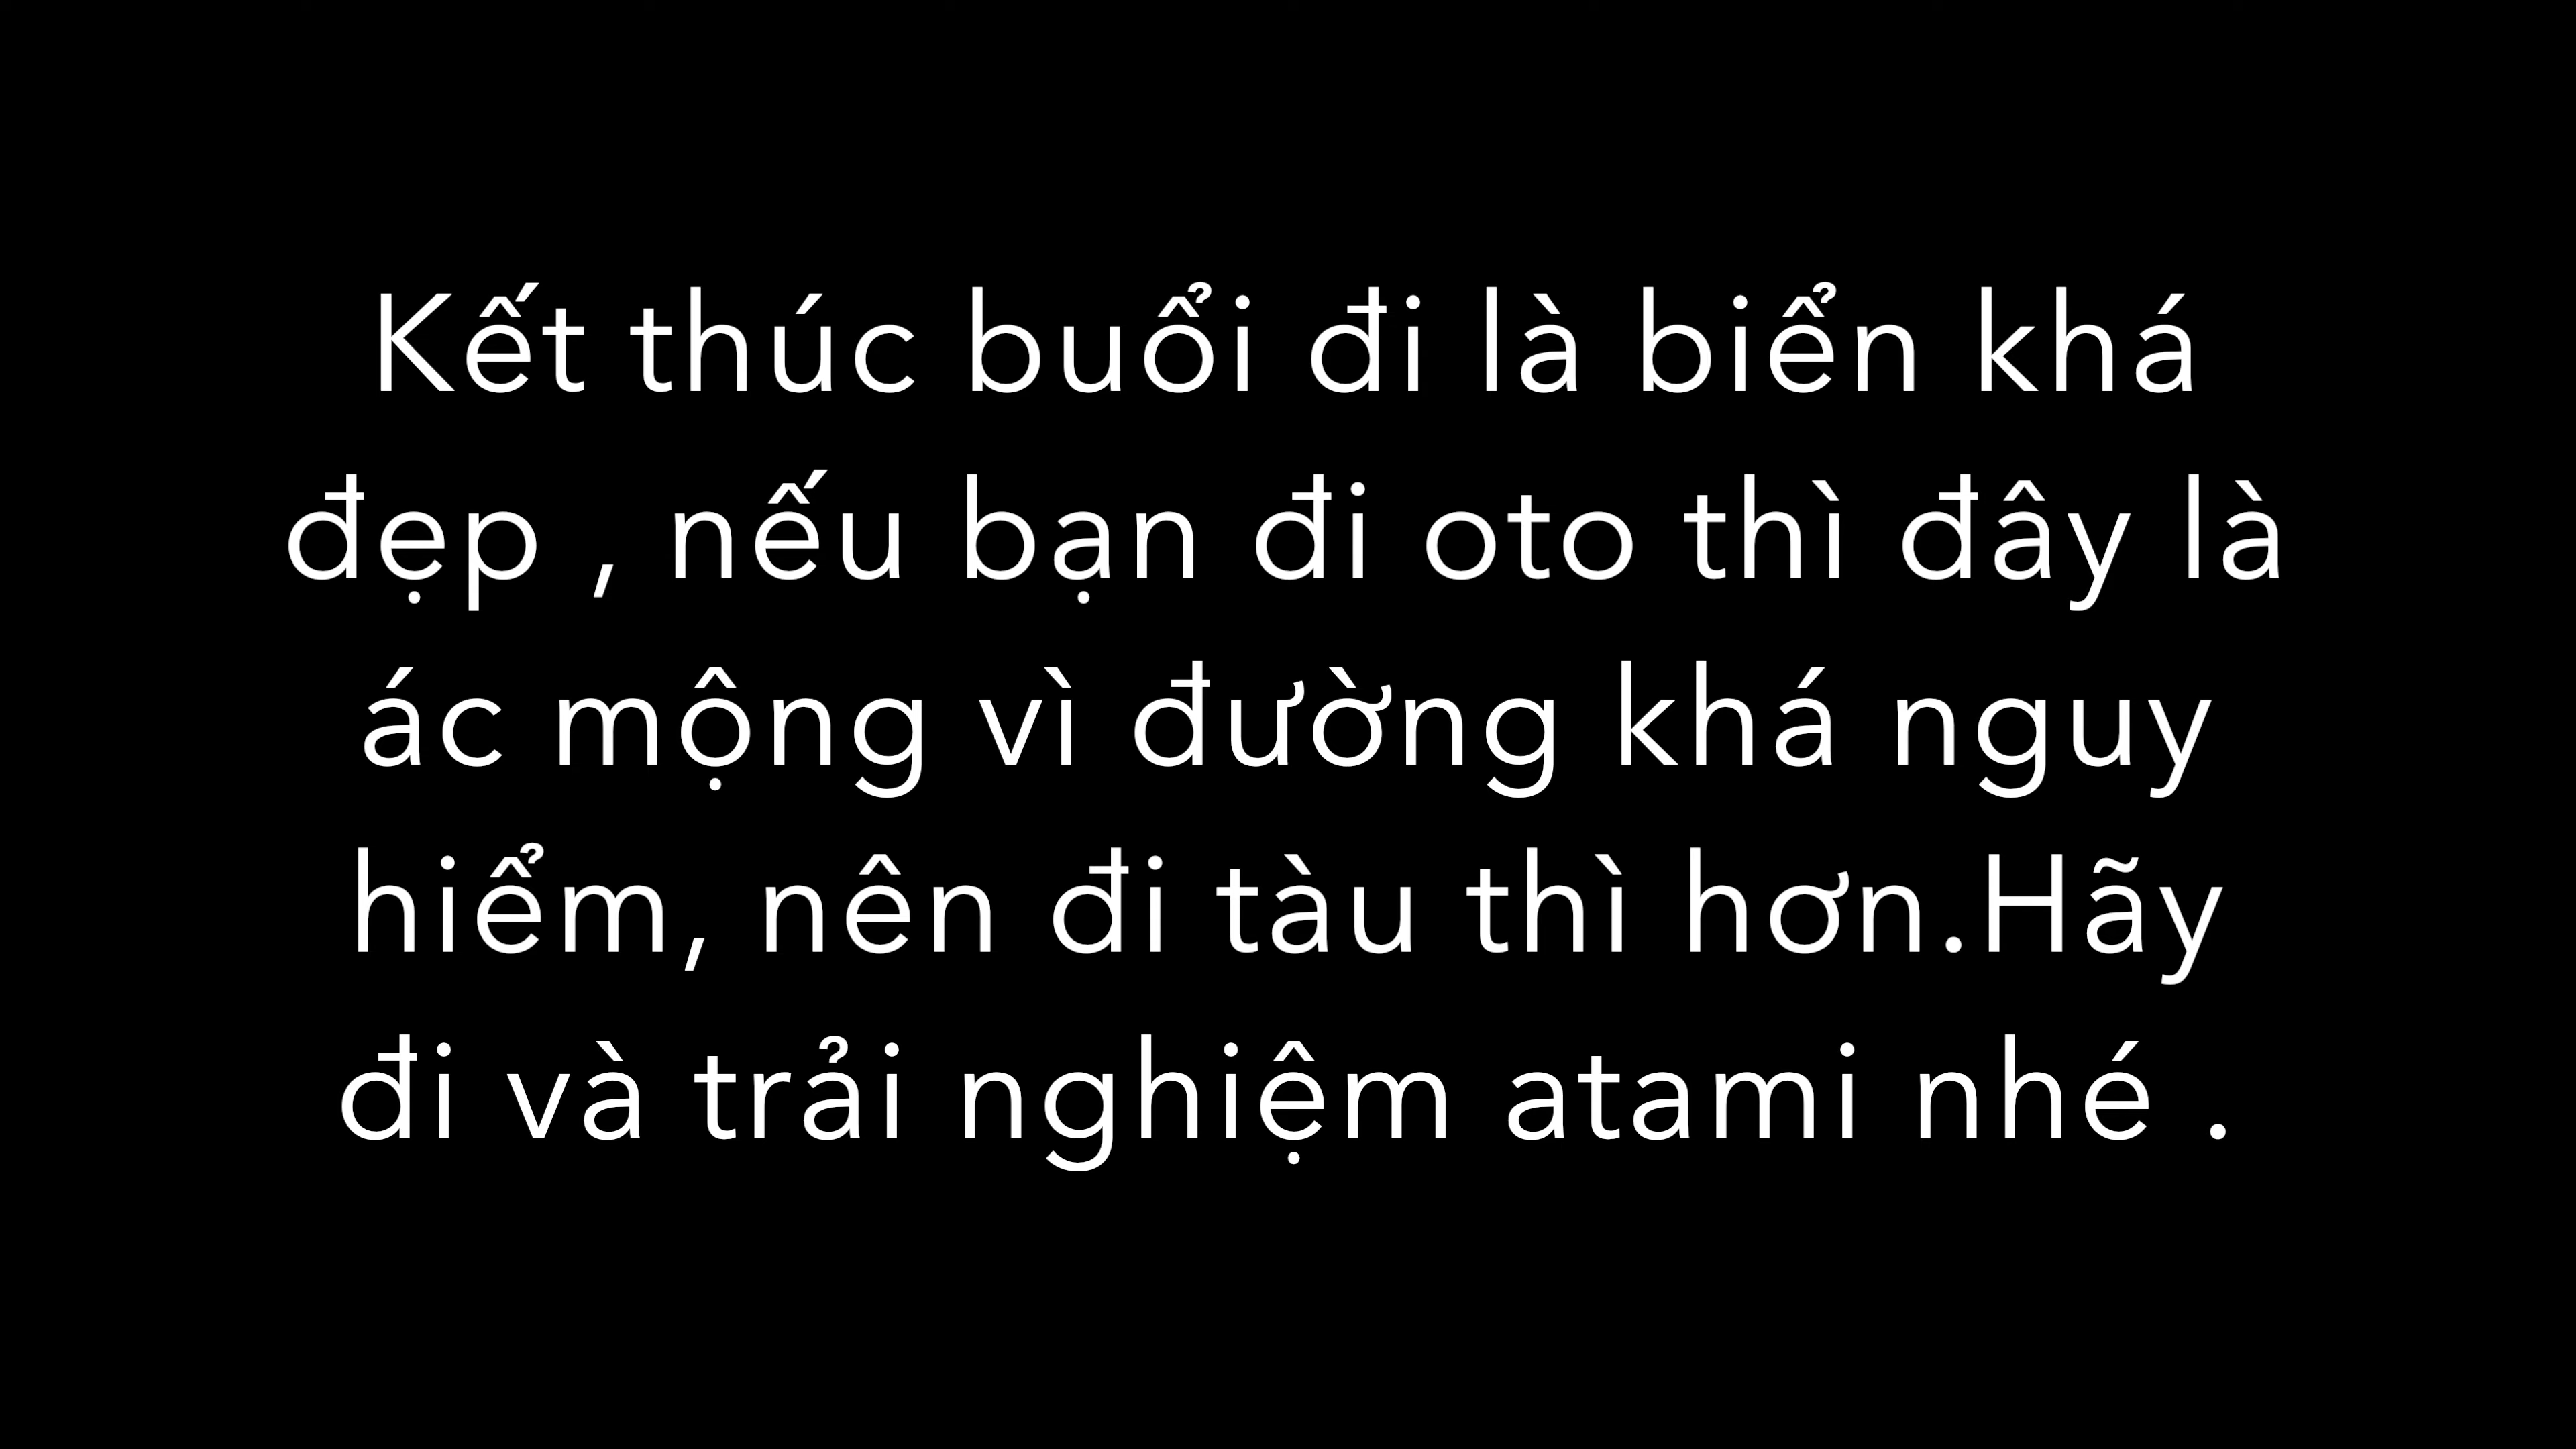 Kết thúc buổi đi là biển khá
đẹp , nếu bạn đi oto thì đây là
ác mộng vì đường khá nguy
hiểm, nên đi tàu thì hơn.Hãy
đi và trải nghiệm atami nhé .